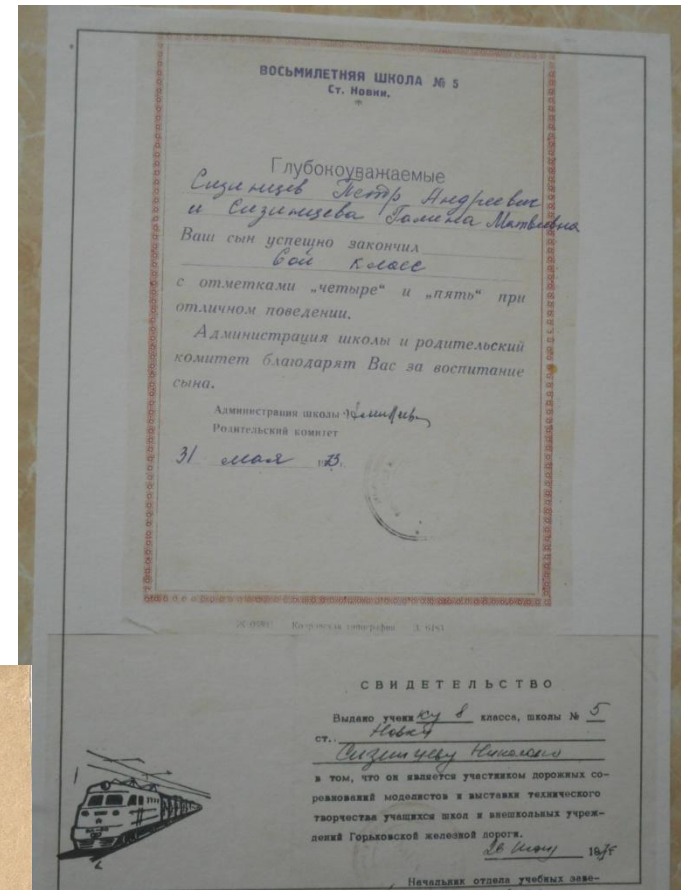 ВОСЬМИЛЕТНЯЯ ШКОЛА № 5
Ст. Новки.
Глубокоуважаемые
Сизинцев Петр Андреевич
и Сизинцева Галина Матвеевна
Ваш сын успешно закончил
6ой класс
с отметками „четыре“ и „пять“ при
отличном поведении.
Администрация школы и родительский
комитет благодарят Вас за воспитание
сына.
Администрация школы
Родительский комитет
31 мая 1973г.
СВИДЕТЕЛЬСТВО
Выдано ученику 8 класса, школы № 5
ст. Новки
Сизинцеву Николаю
в том, что он является участником дорожных со-
ревнований моделистов и выставки технического
творчества учащихся школ и внешкольных учреж-
дений Горьковской железной дороги.
26 19
Начальник отдела учебных заве-